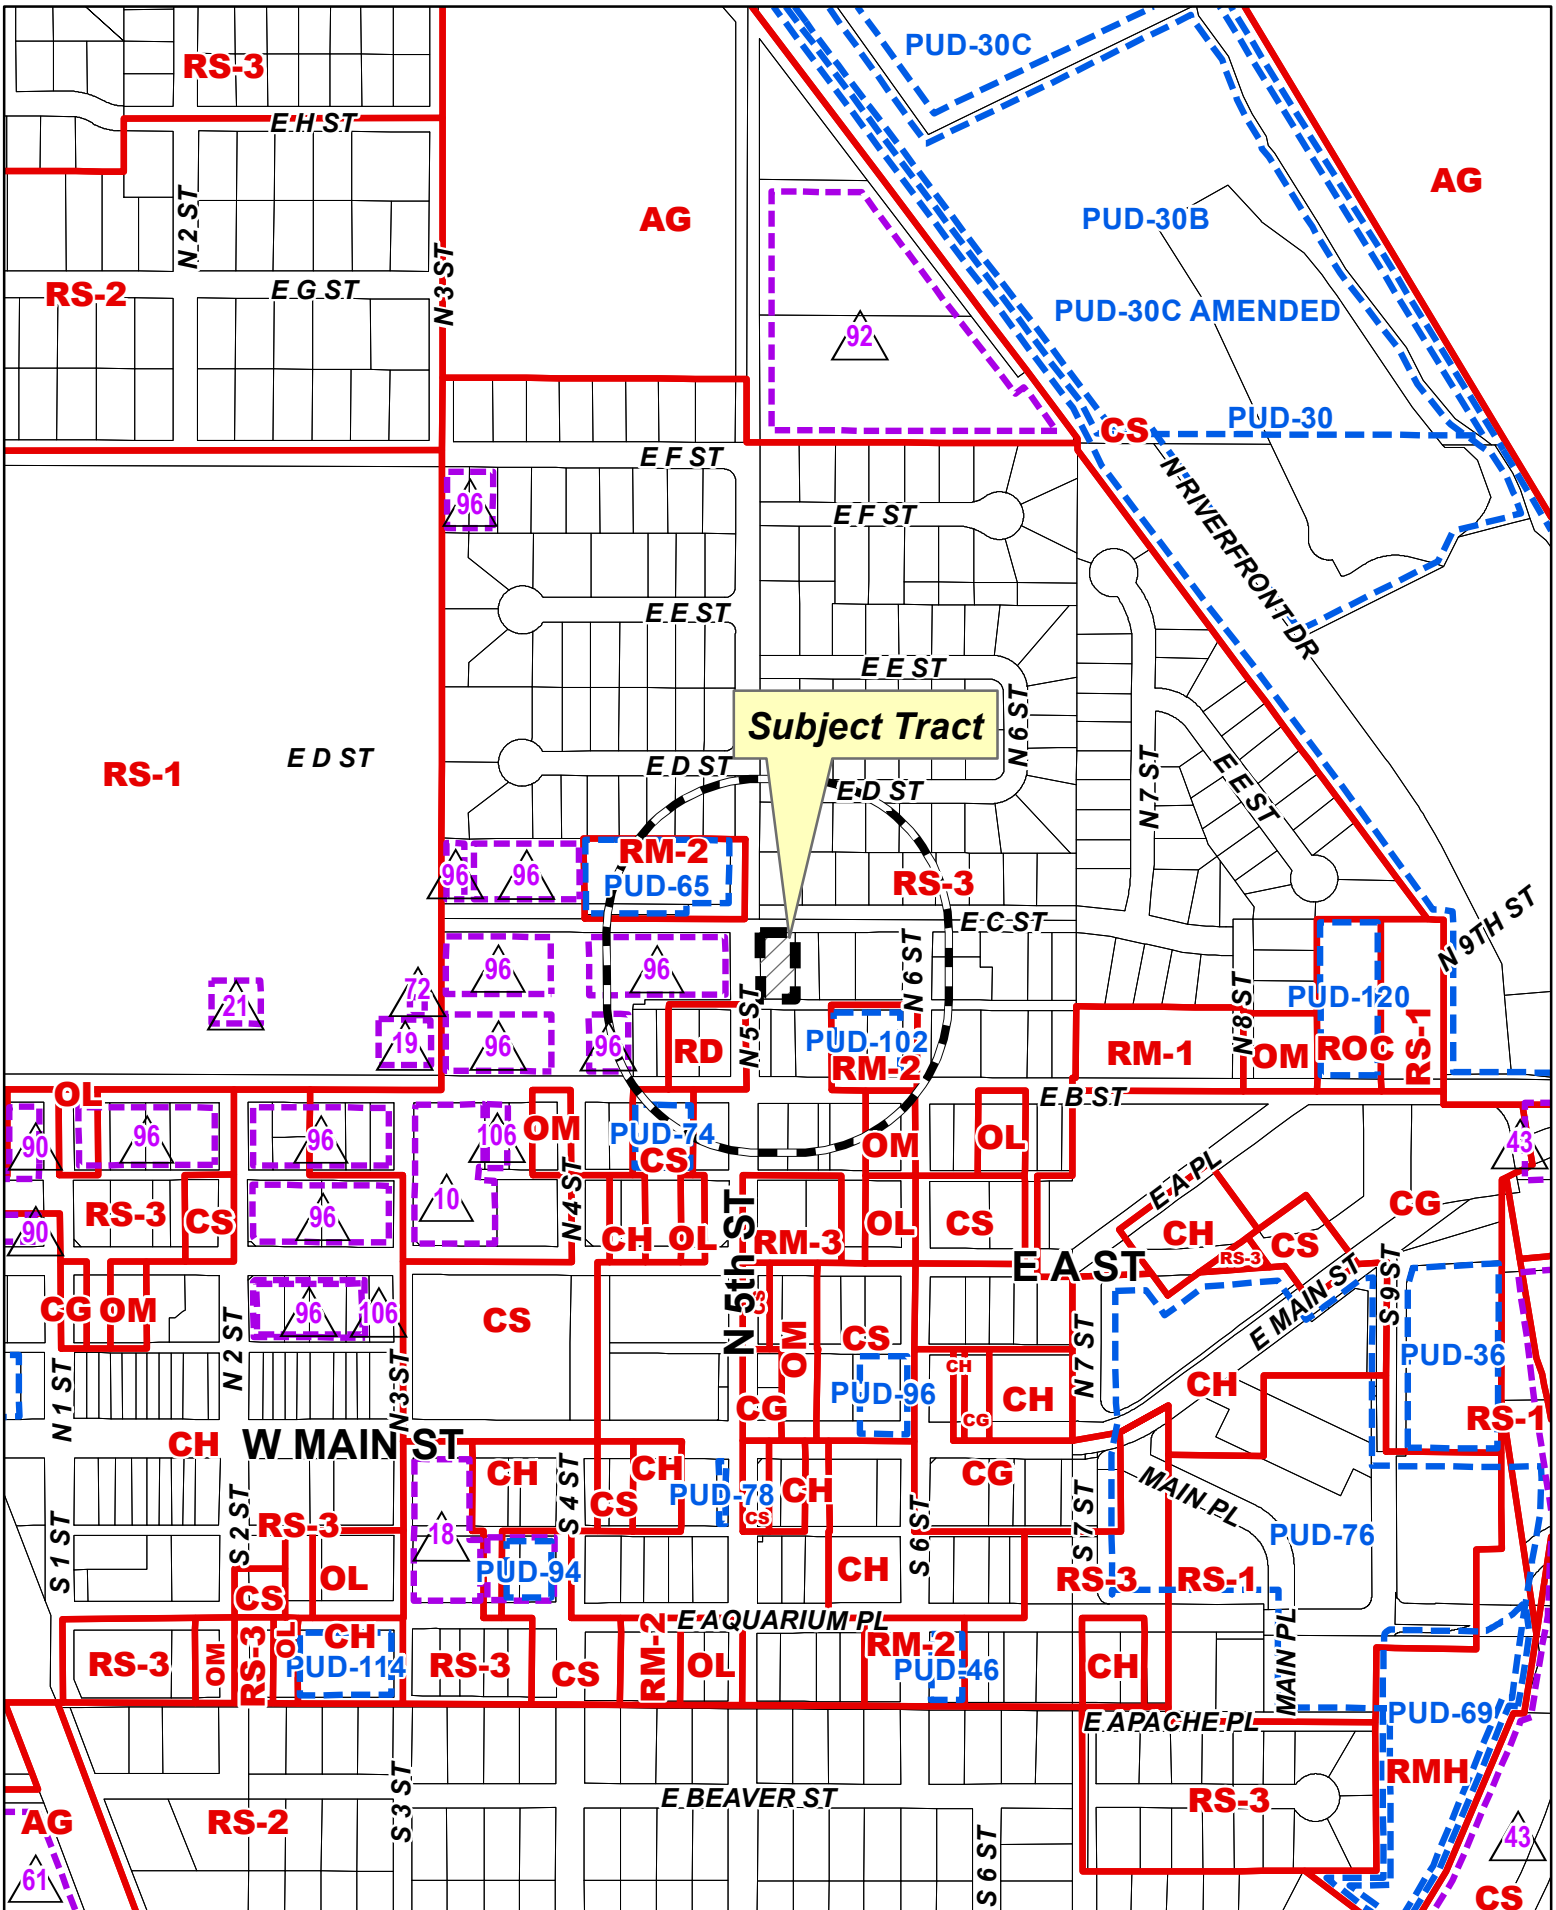 PUD-30C
RS-3
E H ST
AG
N 2 ST
AG
PUD-30B
N 3 ST
RS-2
E G ST
PUD-30C AMENDED
92
PUD-30
CS
E F ST
N RIVERFRONT DR
96
E F ST
E E ST
E E ST
Subject Tract
N 6 ST
E D ST
RS-1
E D ST
E D ST
N 7 ST
E E ST
RM-2
96
96
PUD-65
RS-3
E C ST
N 9TH ST
96
96
N 6 ST
21
72
N 5 ST
N 8 ST
PUD-120
19
96
96
RD
PUD-102
RM-2
RM-1
OM
ROC
RS-1
OL
E B ST
90
96
96
106
OM
PUD-74
CS
OM
OL
43
E A PL
10
N 4 ST
RS-3
CS
96
90
CH
OL
N 5th ST
RM-3
OL
CS
CG
CH
RS-3
CS
E A ST
CG
OM
96
106
CS
CS
OM
CS
E MAIN ST
S 9 ST
N 1 ST
N 2 ST
N 3 ST
PUD-96
CH
CG
CH
N 7 ST
CH
PUD-36
CG
RS-1
CH
W MAIN ST
CH
S 4 ST
CH
CS
PUD-78
CS
CH
CG
MAIN PL
S 1 ST
S 2 ST
RS-3
18
S 6 ST
S 7 ST
PUD-76
CS
OL
PUD-94
CH
RS-3
RS-1
E AQUARIUM PL
RS-3
OM
RS-3
OL
CH
PUD-114
RS-3
CS
RM-2
OL
RM-2
PUD-46
CH
MAIN PL
E APACHE PL
PUD-69
RMH
S 3 ST
E BEAVER ST
RS-3
AG
RS-2
43
61
S 6 ST
CS